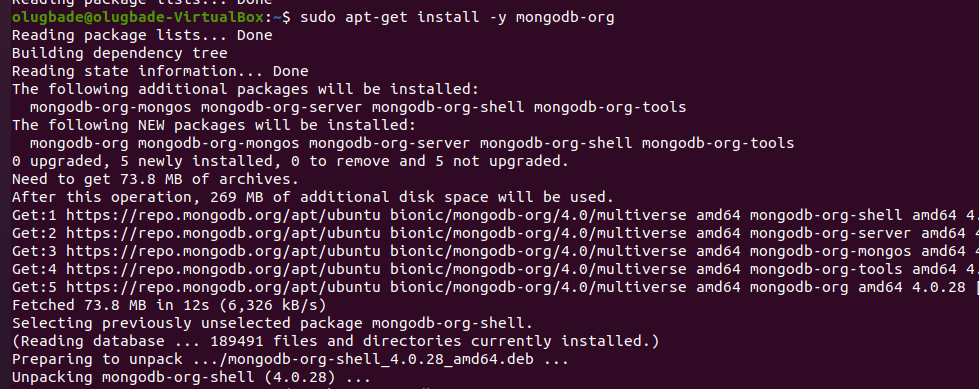 Reading package lists... Done
olugbade@olugbade-VirtualBox:~$ sudo apt-get install -y mongodb-org
Reading package lists... Done
Building dependency tree
Reading state information... Done
The following additional packages will be installed:
  mongodb-org-mongos mongodb-org-server mongodb-org-shell mongodb-org-tools
The following NEW packages will be installed:
  mongodb-org mongodb-org-mongos mongodb-org-server mongodb-org-shell mongodb-org-tools
0 upgraded, 5 newly installed, 0 to remove and 5 not upgraded.
Need to get 73.8 MB of archives.
After this operation, 269 MB of additional disk space will be used.
Get:1 https://repo.mongodb.org/apt/ubuntu bionic/mongodb-org/4.0/multiverse amd64 mongodb-org-shell amd64 4.
Get:2 https://repo.mongodb.org/apt/ubuntu bionic/mongodb-org/4.0/multiverse amd64 mongodb-org-server amd64 4
Get:3 https://repo.mongodb.org/apt/ubuntu bionic/mongodb-org/4.0/multiverse amd64 mongodb-org-mongos amd64 4
Get:4 https://repo.mongodb.org/apt/ubuntu bionic/mongodb-org/4.0/multiverse amd64 mongodb-org-tools amd64 4.
Get:5 https://repo.mongodb.org/apt/ubuntu bionic/mongodb-org/4.0/multiverse amd64 mongodb-org amd64 4.0.28 [
Fetched 73.8 MB in 12s (6,326 kB/s)
Selecting previously unselected package mongodb-org-shell.
(Reading database ... 189491 files and directories currently installed.)
Preparing to unpack .../mongodb-org-shell_4.0.28_amd64.deb ...
Unpacking mongodb-org-shell (4.0.28) ...